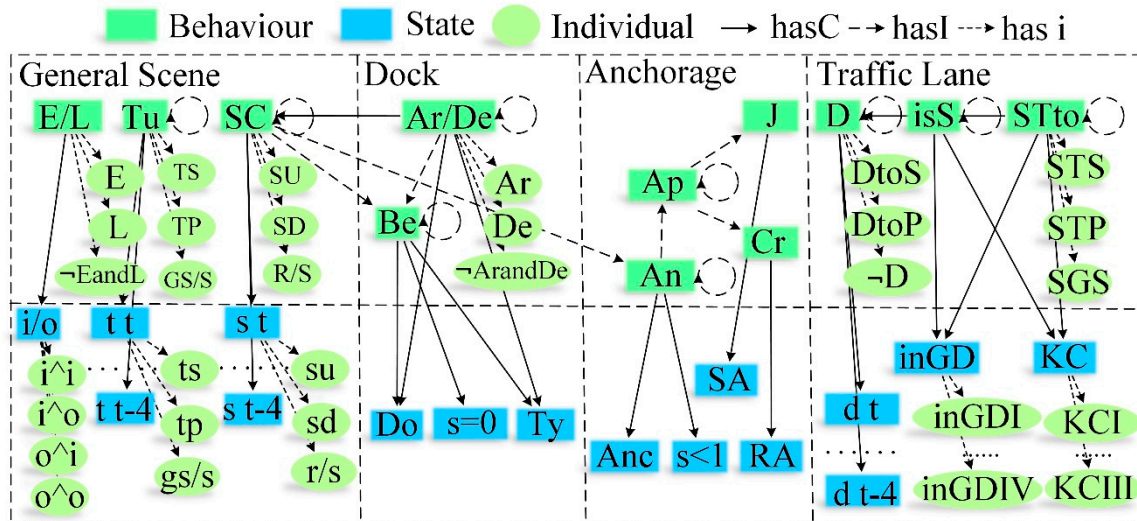 Behaviour State Individual hasC hasI has i
General Scene Dock Anchorage Traffic Lane
E/L Tu SC Ar/De J D isS STto
E TS SU Ar Ap DtoS STS
L TP SD Be De Cr DtoP STP
¬EandL GS/S R/S ¬ArandDe An ¬D SGS
i/o t t s t inGD KC
i^i ts su SA
i^o t t-4 tp s t-4 sd Do s=0 Ty d t inGDI KCI
o^i gs/s r/s Anc s<1 RA
o^o d t-4 inGDIV KCIII